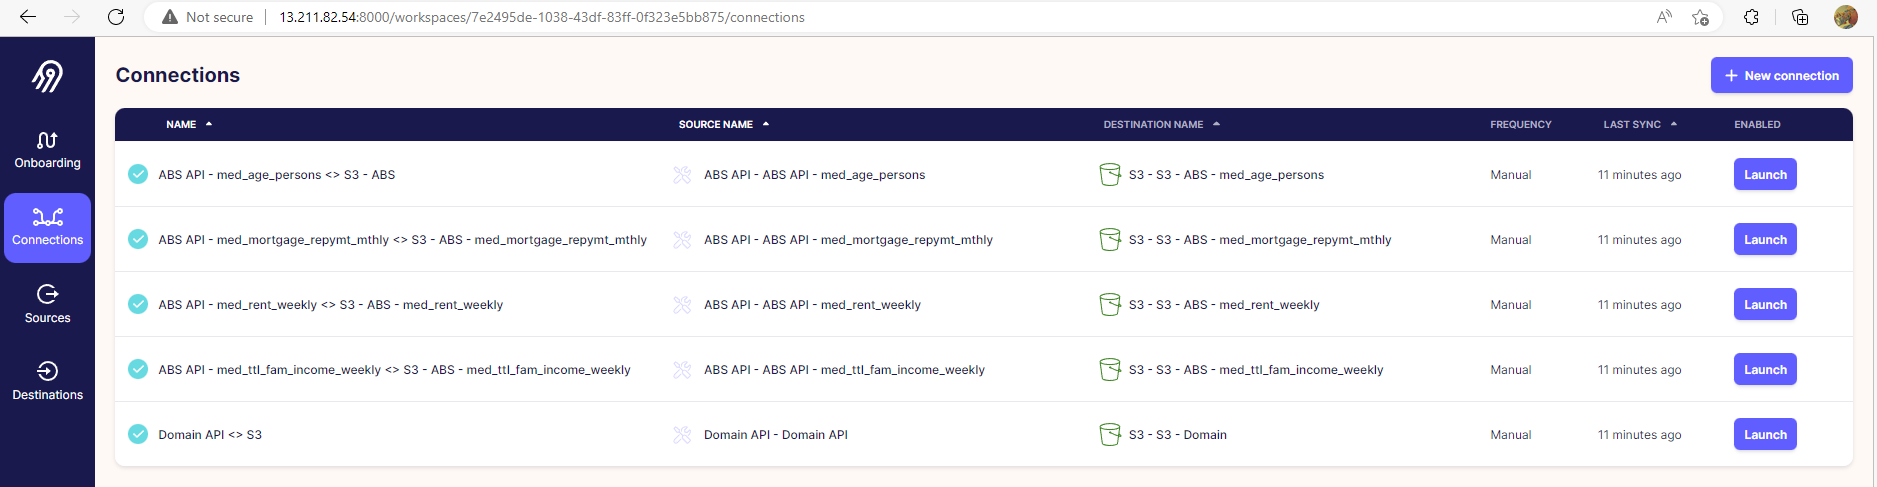 Not secure | 13.211.82.54:8000/workspaces/7e2495de-1038-43df-83ff-0f323e5bb875/connections
Connections
+ New connection
NAME SOURCE NAME DESTINATION NAME FREQUENCY LAST SYNC ENABLED
ABS API - med_age_persons <> S3 - ABS ABS API - ABS API - med_age_persons S3 - S3 - ABS - med_age_persons Manual 11 minutes ago Launch
ABS API - med_mortgage_repymt_mthly <> S3 - ABS - med_mortgage_repymt_mthly ABS API - ABS API - med_mortgage_repymt_mthly S3 - S3 - ABS - med_mortgage_repymt_mthly Manual 11 minutes ago Launch
ABS API - med_rent_weekly <> S3 - ABS - med_rent_weekly ABS API - ABS API - med_rent_weekly S3 - S3 - ABS - med_rent_weekly Manual 11 minutes ago Launch
ABS API - med_ttl_fam_income_weekly <> S3 - ABS - med_ttl_fam_income_weekly ABS API - ABS API - med_ttl_fam_income_weekly S3 - S3 - ABS - med_ttl_fam_income_weekly Manual 11 minutes ago Launch
Domain API <> S3 Domain API - Domain API S3 - S3 - Domain Manual 11 minutes ago Launch
Onboarding
Connections
Sources
Destinations